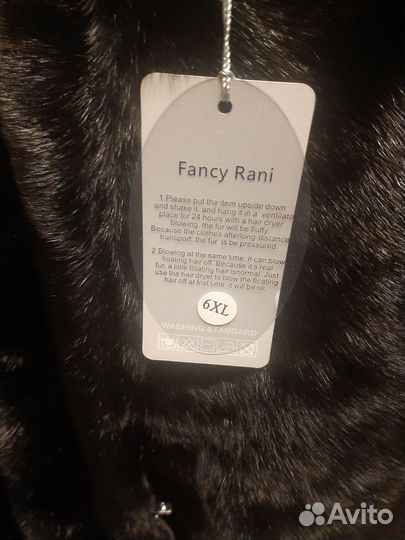 Fancy Rani
1.Please put the item upside down
and shake it, and hang it in a ventilate
place for 24 hours with a hair dryer
blowing. the fur will be fluffy.
Because the clothes afterlong distance
transport. the fur is be pressured.
2.Blowing at the same time, it can blow
floating hair off. Because it's real
fur, a little floating hair isnormal. Just
use the hair dryer to blow the floating
hair off at frist time, it will be ok.
6XL
WASHING STANDARD
Avito